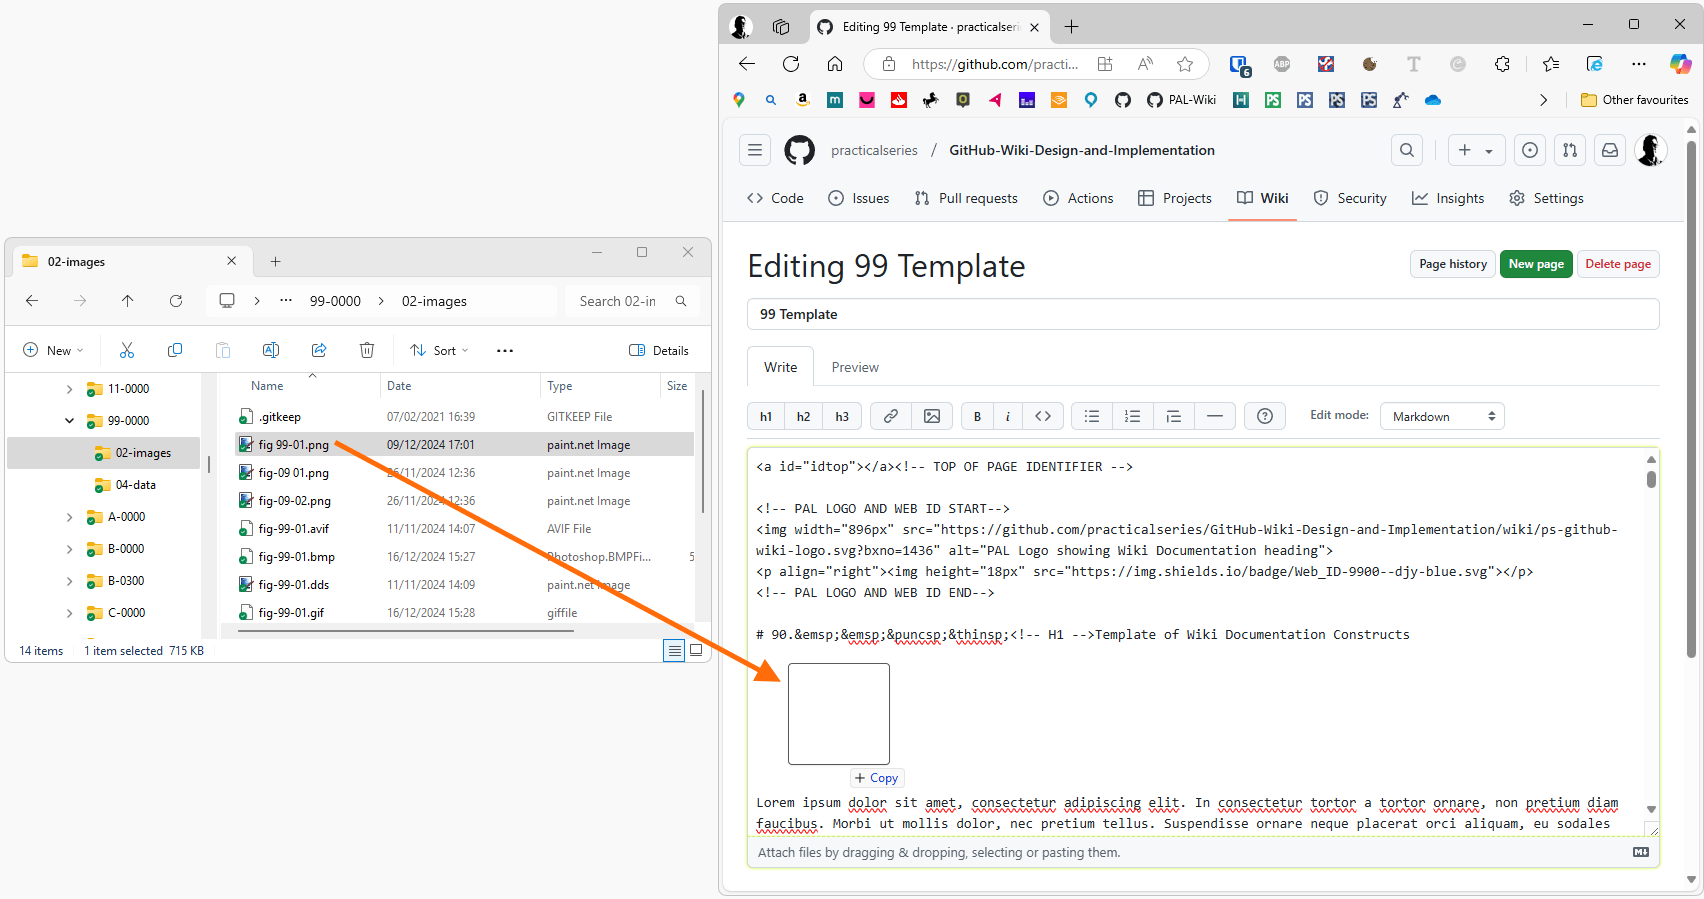 02-images
99-0000
02-images
Search 02-in
New
Sort
Details
Name
Date
Type
Size
11-0000
99-0000
02-images
04-data
A-0000
B-0000
B-0300
C-0000
.gitkeep 07/02/2021 16:39 GITKEEP File
fig 99-01.png 09/12/2024 17:01 paint.net Image
fig-09 01.png 26/11/2024 12:36 paint.net Image
fig-09-02.png 26/11/2024 12:36 paint.net Image
fig-99-01.avif 11/11/2024 14:07 AVIF File
fig-99-01.bmp 16/12/2024 15:27 Photoshop.BMPFi... 5
fig-99-01.dds 11/11/2024 14:09 paint.net Image
fig-99-01.gif 16/12/2024 15:28 giffile
14 items 1 item selected 715 KB
Editing 99 Template · practicalseri
https://github.com/practi...
6
ABP
PAL-Wiki
Other favourites
practicalseries / GitHub-Wiki-Design-and-Implementation
Code
Issues
Pull requests
Actions
Projects
Wiki
Security
Insights
Settings
Editing 99 Template
Page history
New page
Delete page
99 Template
Write
Preview
h1 h2 h3
B i
Edit mode:
Markdown
<a id="idtop"></a><!-- TOP OF PAGE IDENTIFIER -->
<!-- PAL LOGO AND WEB ID START-->
<img width="896px" src="https://github.com/practicalseries/GitHub-Wiki-Design-and-Implementation/wiki/ps-github-
wiki-logo.svg?bxno=1436" alt="PAL Logo showing Wiki Documentation heading">
<p align="right"><img height="18px" src="https://img.shields.io/badge/Web_ID-9900--djy-blue.svg"></p>
<!-- PAL LOGO AND WEB ID END-->
# 90.&emsp;&emsp;&puncsp;&thinsp;<!-- H1 -->Template of Wiki Documentation Constructs
+ Copy
Lorem ipsum dolor sit amet, consectetur adipiscing elit. In consectetur tortor a tortor ornare, non pretium diam
faucibus. Morbi ut mollis dolor, nec pretium tellus. Suspendisse ornare neque placerat orci aliquam, eu sodales
Attach files by dragging & dropping, selecting or pasting them.